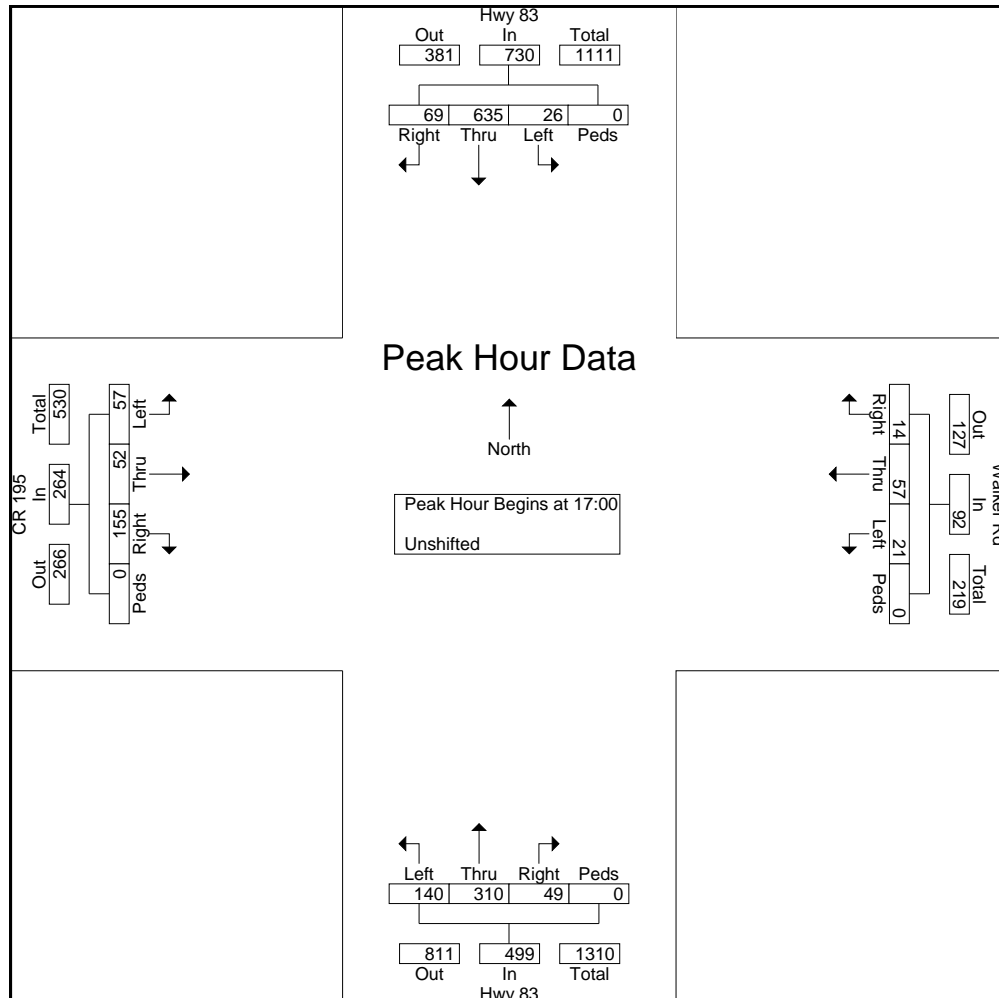 Hwy 83
Out In Total
381 730 1111
69 635 26 0
Right Thru Left Peds
Peak Hour Data
North
Peak Hour Begins at 17:00
Unshifted
CR 195
Total In Out
530 264 266
57 52 155 0
Left Thru Right Peds
Walker Rd
Out In Total
127 92 219
14 57 21 0
Right Thru Left Peds
Left Thru Right Peds
140 310 49 0
811 499 1310
Out In Total
Hwy 83